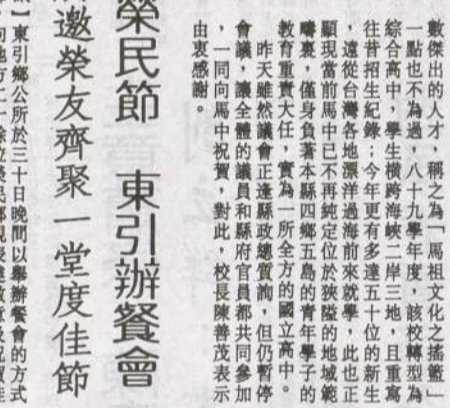 數傑出的人才，稱之為「馬祖文化之搖籃」
一點也不為過，八十九學年度，該校轉型為
綜合高中，學生橫跨海峽二岸三地，且重寫
往昔招生紀錄：今年更有多達五十位的新生
，遠從台灣各地漂洋過海前來就學，此也正
顯現當前馬中已不再純定位於狹隘的地域範
疇裏，僅身負著本縣四鄉五島的青年學子的
教育重責大任，實為一所全方的國立高中。
昨天雖然議會正逢縣政總質詢，但仍暫停
會議，讓全體的議員和縣府官員都共同參加
，一同向馬中祝賀，對此，校長陳善茂表示
由衷感謝。
榮民節 東引辦餐會
邀榮友齊聚一堂度佳節
】東引鄉公所於三十日晚間以舉辦餐會的方式